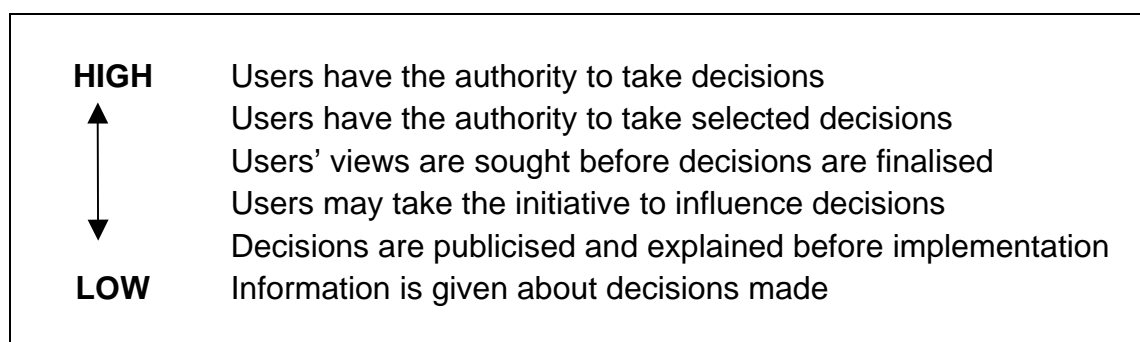 HIGH Users have the authority to take decisions
Users have the authority to take selected decisions
Users’ views are sought before decisions are finalised
Users may take the initiative to influence decisions
Decisions are publicised and explained before implementation
LOW Information is given about decisions made